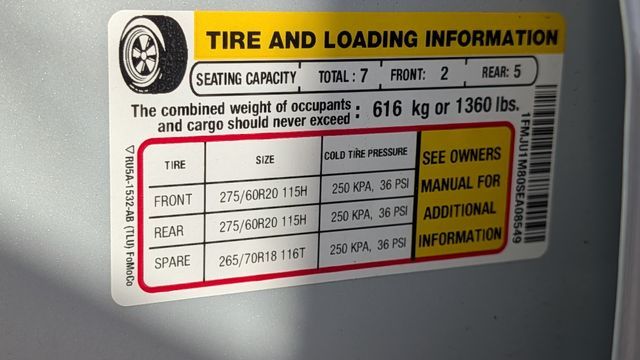 TIRE AND LOADING INFORMATION
SEATING CAPACITY TOTAL : 7 FRONT: 2 REAR: 5
The combined weight of occupants and cargo should never exceed : 616 kg or 1360 lbs.
TIRE SIZE COLD TIRE PRESSURE
FRONT 275/60R20 115H 250 KPA, 36 PSI
REAR 275/60R20 115H 250 KPA, 36 PSI
SPARE 265/70R18 116T 250 KPA, 36 PSI
SEE OWNERS
MANUAL FOR
ADDITIONAL
INFORMATION
RU5A-1532-AB (TLU) FoMoCo
1FMJU1M80SEA08549